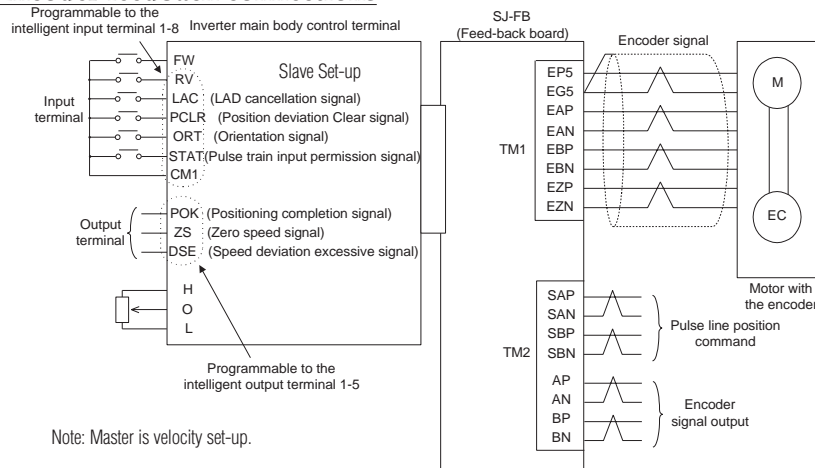 Programmable to the
intelligent input terminal 1-8
Inverter main body control terminal
SJ-FB
(Feed-back board)
Encoder signal
Slave Set-up
Input
terminal
FW
RV
LAC (LAD cancellation signal)
PCLR (Position deviation Clear signal)
ORT (Orientation signal)
STAT(Pulse train input permission signal)
CM1
Output
terminal
POK (Positioning completion signal)
ZS (Zero speed signal)
DSE (Speed deviation excessive signal)
H
O
L
Programmable to the
intelligent output terminal 1-5
Note: Master is velocity set-up.
TM1
EP5
EG5
EAP
EAN
EBP
EBN
EZP
EZN
M
EC
Motor with
the encoder
TM2
SAP
SAN
SBP
SBN
Pulse line position
command
AP
AN
BP
BN
Encoder
signal output